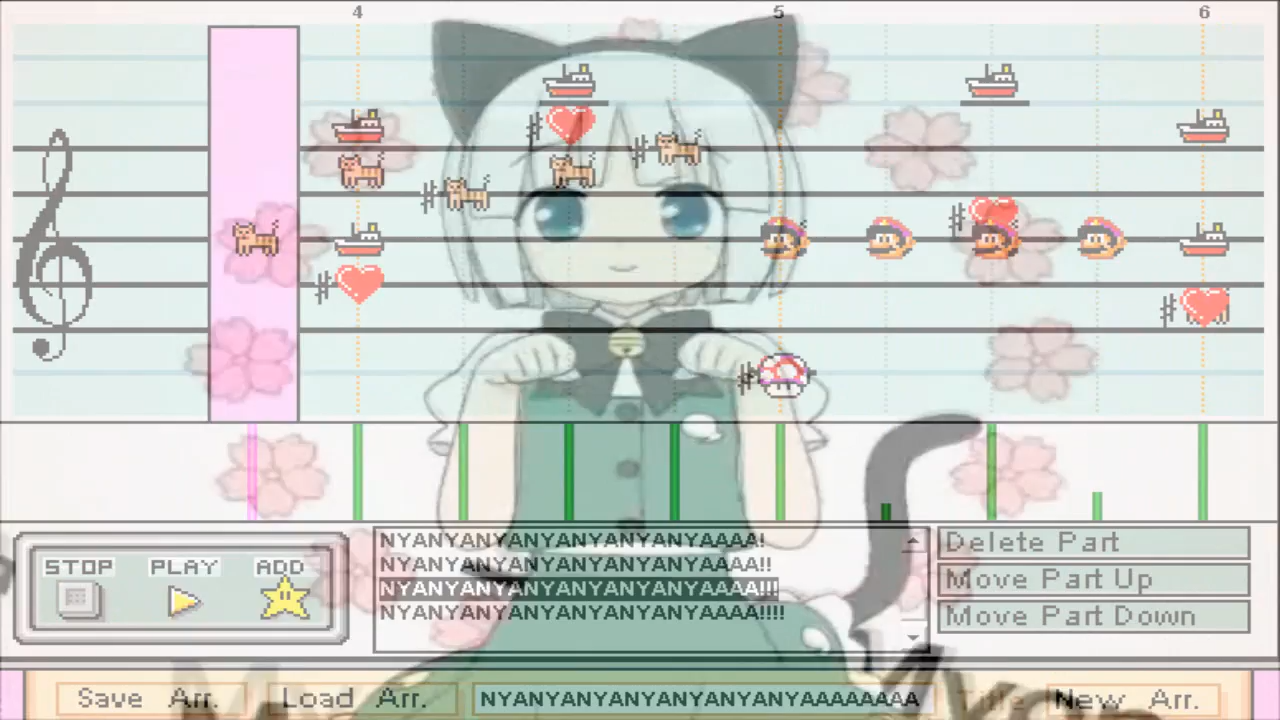 4 5 6
STOP PLAY ADD
NYANYANYANYANYANYANYAAAA!
NYANYANYANYANYANYANYAAAA!!
NYANYANYANYANYANYANYAAAA!!!
NYANYANYANYANYANYANYAAAA!!!!
Delete Part
Move Part Up
Move Part Down
Save Arr. Load Arr. NYANYANYANYANYANYANYAAAAAAAA Title New Arr.